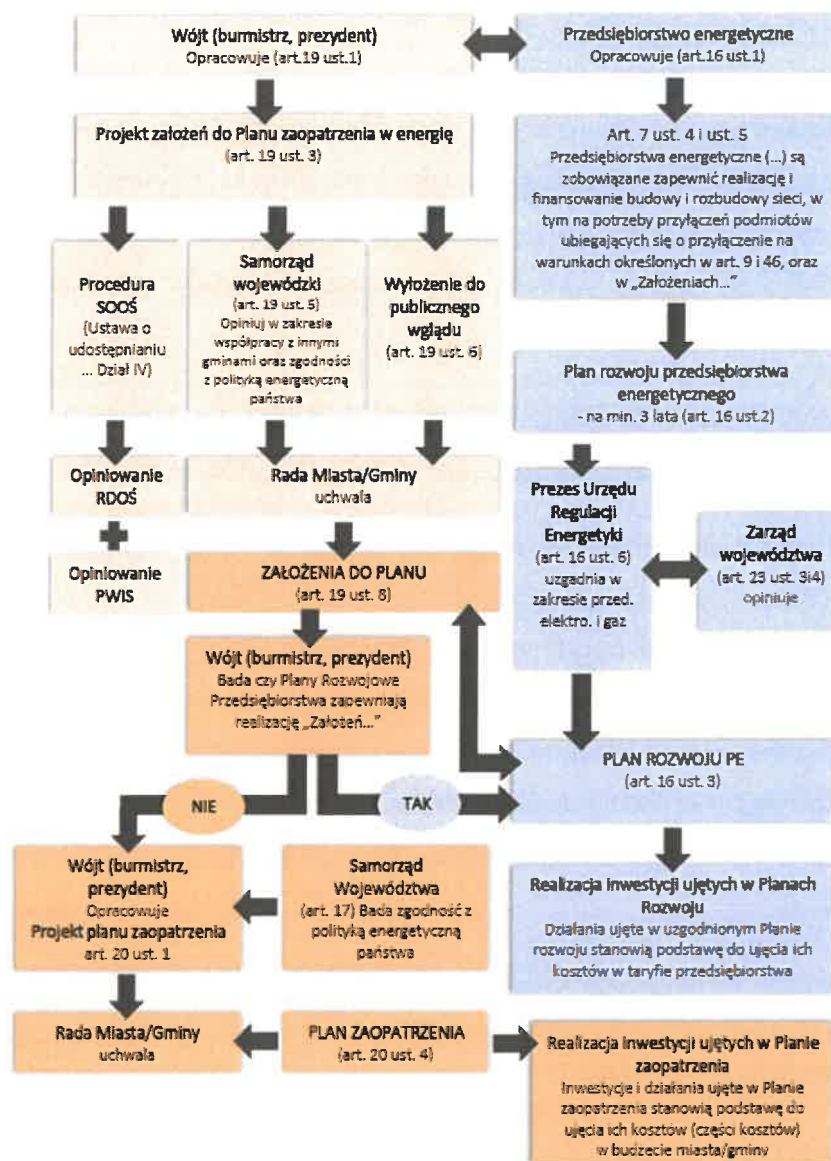 Wójt (burmistrz, prezydent)
Opracowuje (art.19 ust.1)
Przedsiębiorstwo energetyczne
Opracowuje (art.16 ust.1)
Projekt założeń do Planu zaopatrzenia w energię
(art. 19 ust. 3)
Art. 7 ust. 4 i ust. 5
Przedsiębiorstwa energetyczne (...) są
zobowiązane zapewnić realizację i
finansowanie budowy i rozbudowy sieci, w
tym na potrzeby przyłączeń podmiotów
ubiegających się o przyłączenie na
warunkach określonych w art. 9 i 46, oraz
w „Założeniach...”
Procedura
SOOŚ
(Ustawa o
udostępnianiu
... Dział IV)
Samorząd
wojewódzki
(art. 19 ust. 5)
Opiniuj w zakresie
współpracy z innymi
gminami oraz zgodności
z polityką energetyczną
państwa
Wyłożenie do
publicznego
wglądu
(art. 19 ust. 6)
Plan rozwoju przedsiębiorstwa
energetycznego
- na min. 3 lata (art. 16 ust.2)
Opiniowanie
RDOŚ
Opiniowanie
PWIS
Rada Miasta/Gminy
uchwala
Prezes Urzędu
Regulacji
Energetyki
(art. 16 ust. 6)
uzgadnia w
zakresie przed.
elektro. i gaz
Zarząd
województwa
(art. 23 ust. 3i4)
opiniuje
ZAŁOŻENIA DO PLANU
(art. 19 ust. 8)
Wójt (burmistrz, prezydent)
Bada czy Plany Rozwojowe
Przedsiębiorstwa zapewniają
realizację „Założeń...”
PLAN ROZWOJU PE
(art. 16 ust. 3)
NIE
TAK
Wójt (burmistrz,
prezydent)
Opracowuje
Projekt planu zaopatrzenia
art. 20 ust. 1
Samorząd
Województwa
(art. 17) Bada zgodność z
polityką energetyczną
państwa
Realizacja Inwestycji ujętych w Planach
Rozwoju
Działania ujęte w uzgodnionym Planie
rozwoju stanowią podstawę do ujęcia ich
kosztów w taryfie przedsiębiorstwa
Rada Miasta/Gminy
uchwala
PLAN ZAOPATRZENIA
(art. 20 ust. 4)
Realizacja Inwestycji ujętych w Planie
zaopatrzenia
Inwestycje i działania ujęte w Planie
zaopatrzenia stanowią podstawę do
ujęcia ich kosztów (części kosztów)
w budżecie miasta/gminy